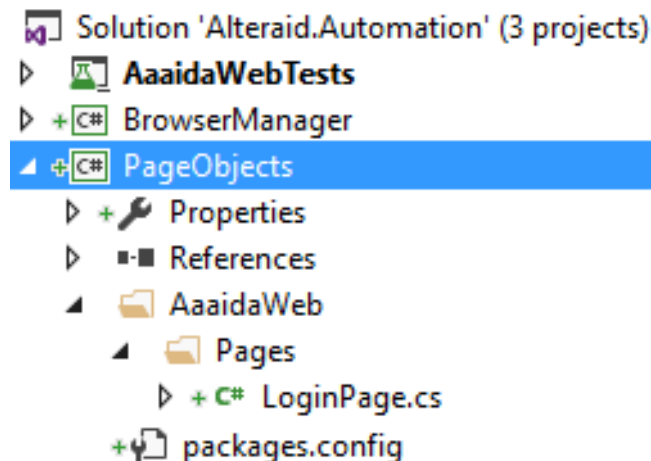 Solution 'Alteraid.Automation' (3 projects)
AaaidaWebTests
+ C# BrowserManager
+ C# PageObjects
+ Properties
References
AaaidaWeb
Pages
+ C# LoginPage.cs
+ packages.config